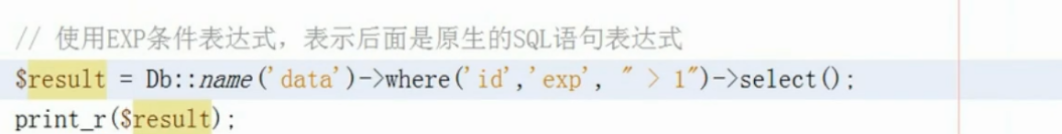 // 使用EXP条件表达式，表示后面是原生的SQL语句表达式
$result = Db::name('data')->where('id','exp', " > 1")->select();
print_r($result);